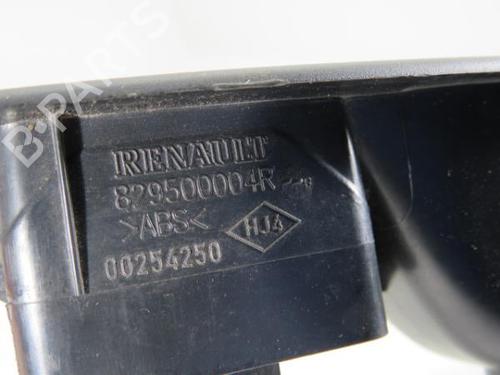 RENAULT
829500004R
>ABS<
HJ4
00254250
B-PARTS